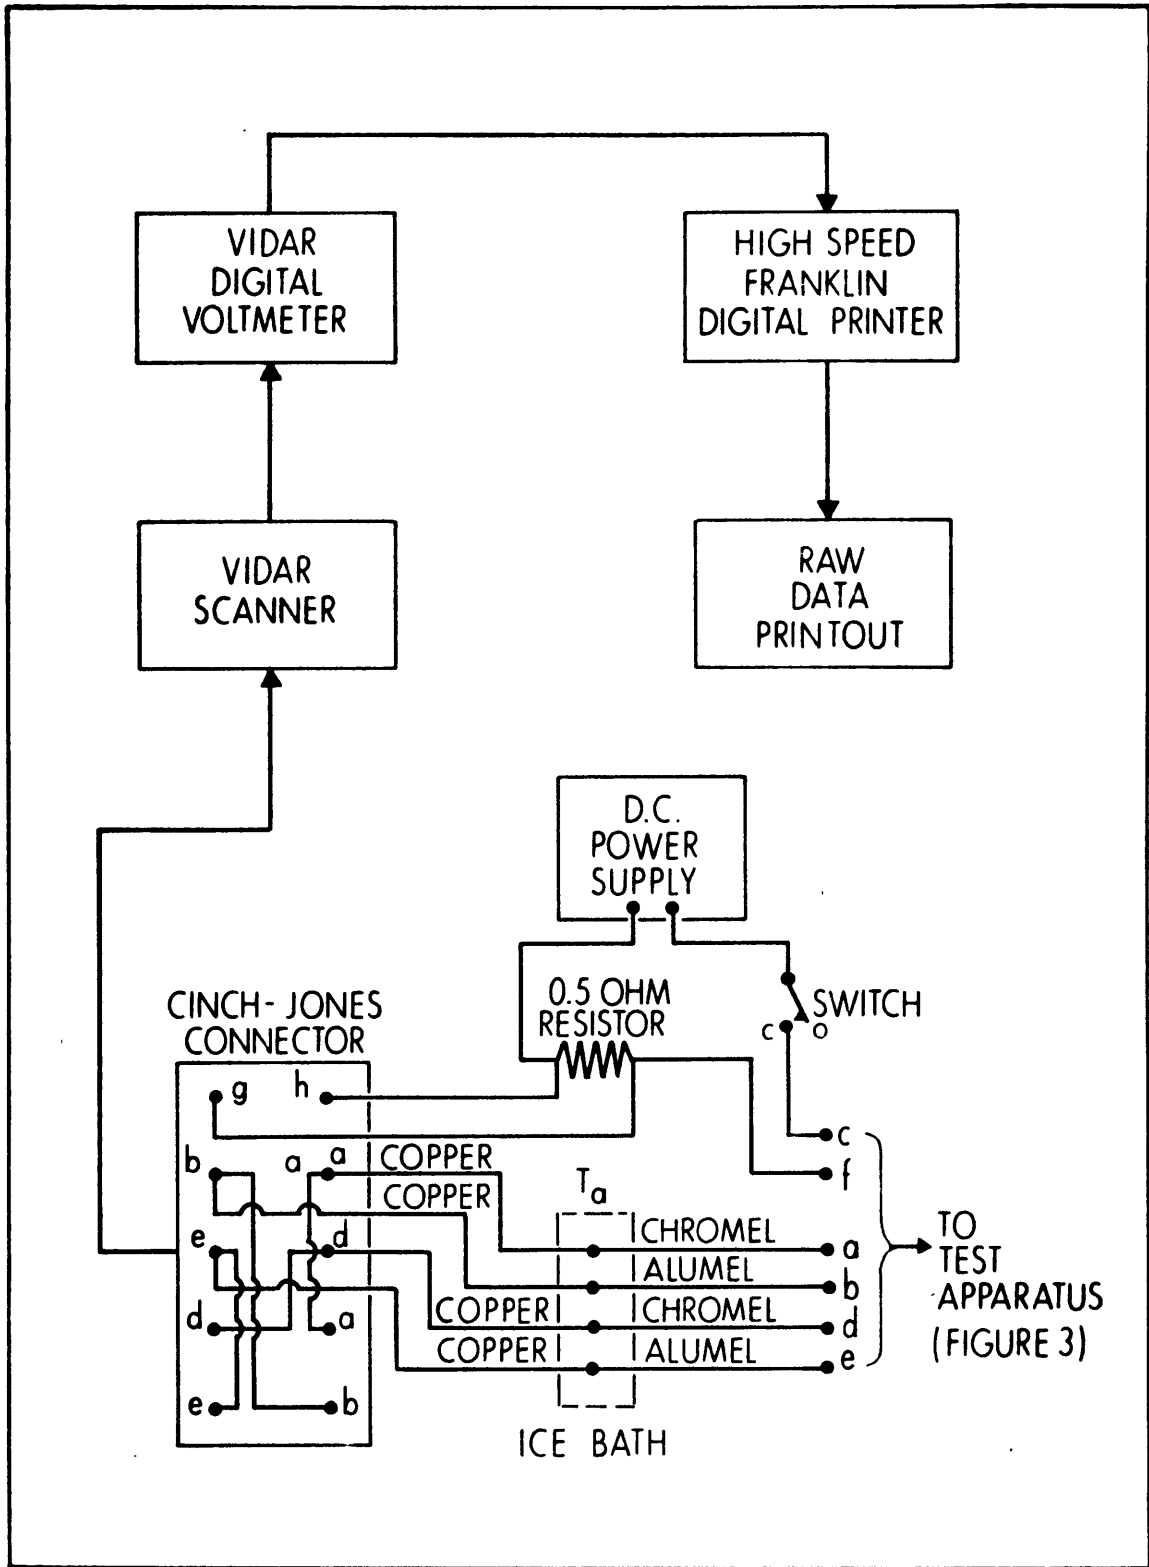 VIDAR
DIGITAL
VOLTMETER
HIGH SPEED
FRANKLIN
DIGITAL PRINTER
VIDAR
SCANNER
RAW
DATA
PRINTOUT
D.C.
POWER
SUPPLY
0.5 OHM
RESISTOR
SWITCH
c o
CINCH-JONES
CONNECTOR
g h
c
f
b a a COPPER
COPPER
Ta
e d
CHROMEL
a
ALUMEL
b
d a
COPPER CHROMEL
d
COPPER ALUMEL
e
e b
TO
TEST
APPARATUS
(FIGURE 3)
ICE BATH